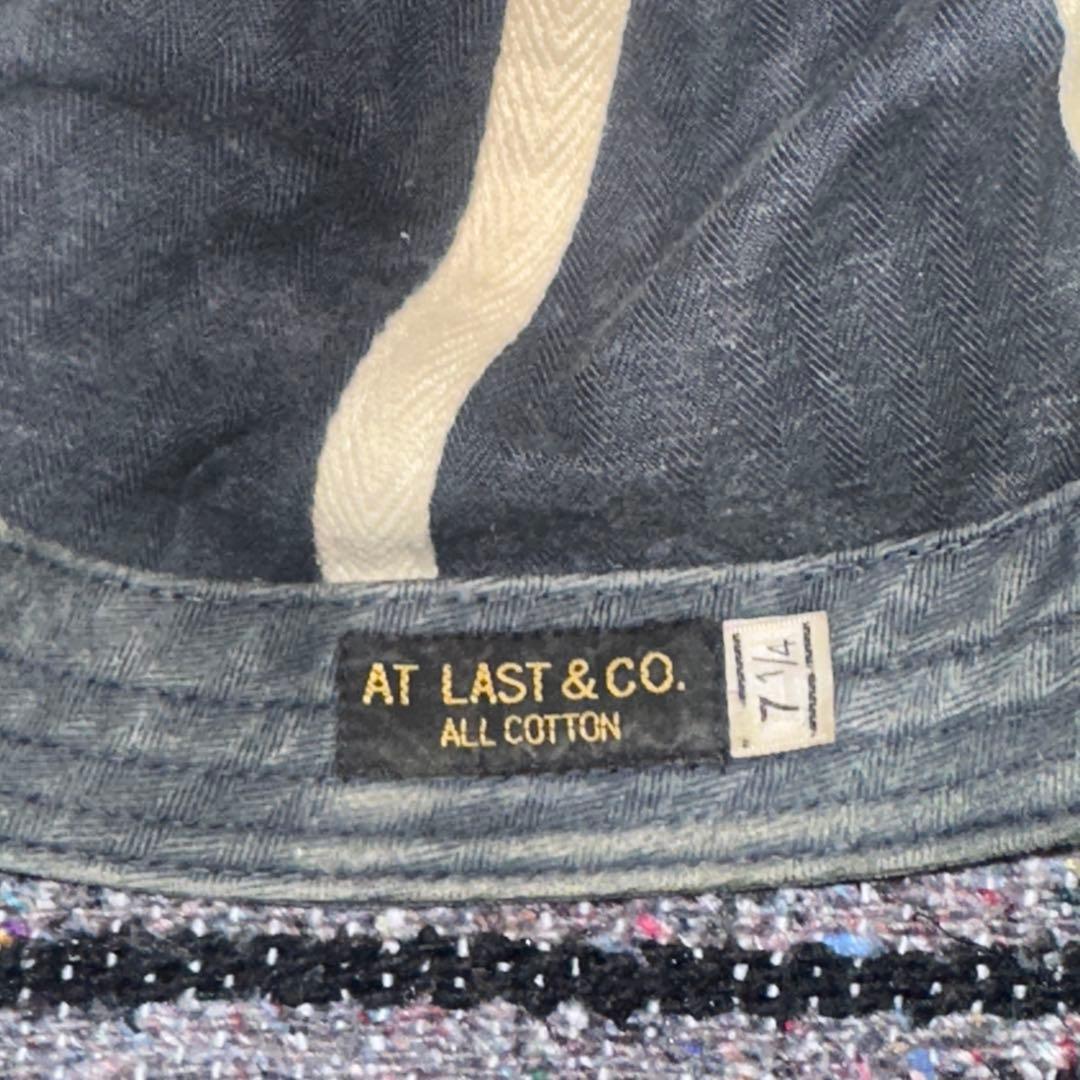 AT LAST & CO.
ALL COTTON
7 1/4